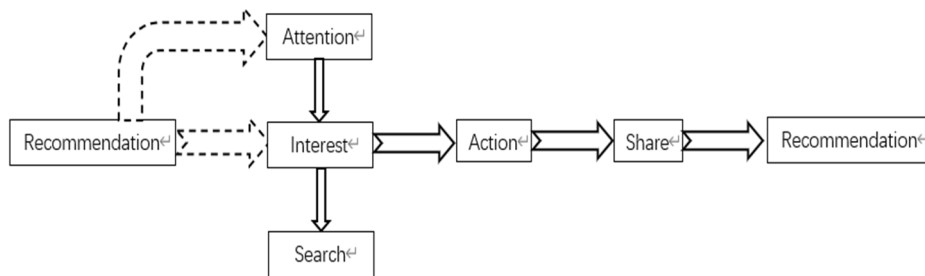 Attention
Recommendation
Interest
Action
Share
Recommendation
Search